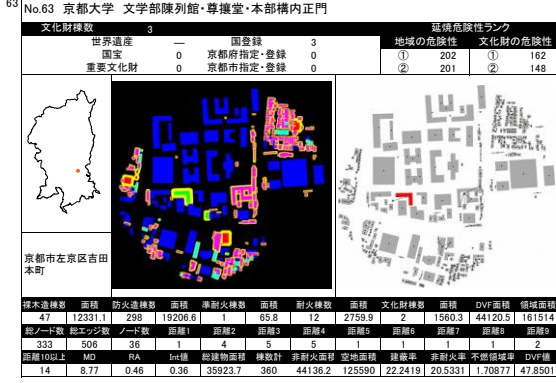 63
No.63 京都大学 文学部陳列館・尊攘堂・本部構内正門
文化財棟数 3 延焼危険性ランク
世界遺産 — 国登録 3 地域の危険性 文化財の危険性
国宝 0 京都府指定・登録 0 ① 202 ① 162
重要文化財 0 京都市指定・登録 0 ② 201 ② 148
京都市左京区吉田
本町
裸木造棟数 面積 防火造棟数 面積 準耐火棟数 面積 耐火棟数 面積 文化財棟数 面積 DVF面積 領域面積
47 12331.1 298 19206.6 1 65.8 12 2759.9 2 1560.3 44120.5 161514
総ノード数 総エッジ数 ノード数 距離1 距離2 距離3 距離4 距離5 距離6 距離7 距離8 距離9
333 506 36 1 4 5 5 1 1 1 1 2
距離10以上 MD RA Int値 総建物面積 棟数計 非耐火面積 空地面積 建蔽率 非耐火率 不燃領域率 DVF値
14 8.77 0.46 0.36 35923.7 360 44136.2 125590 22.2419 20.5331 1.70877 47.8501